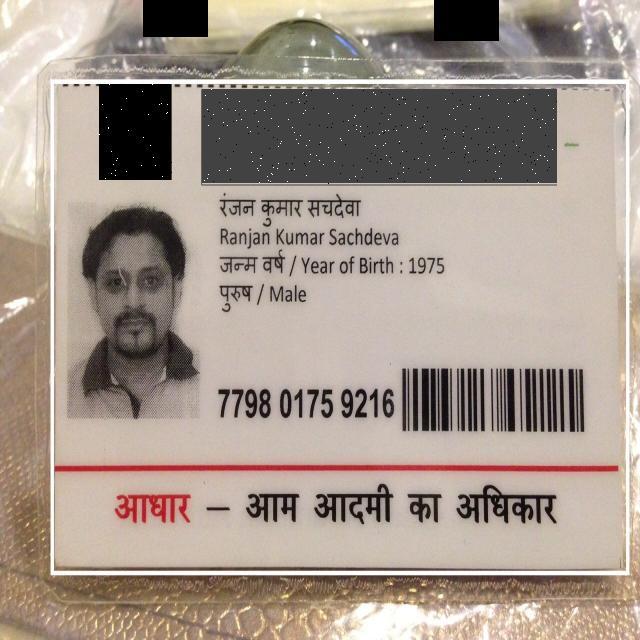 रंजन कुमार सचदेवा
Ranjan Kumar Sachdeva
जन्म वर्ष / Year of Birth : 1975
पुरुष / Male
7798 0175 9216
आधार – आम आदमी का अधिकार